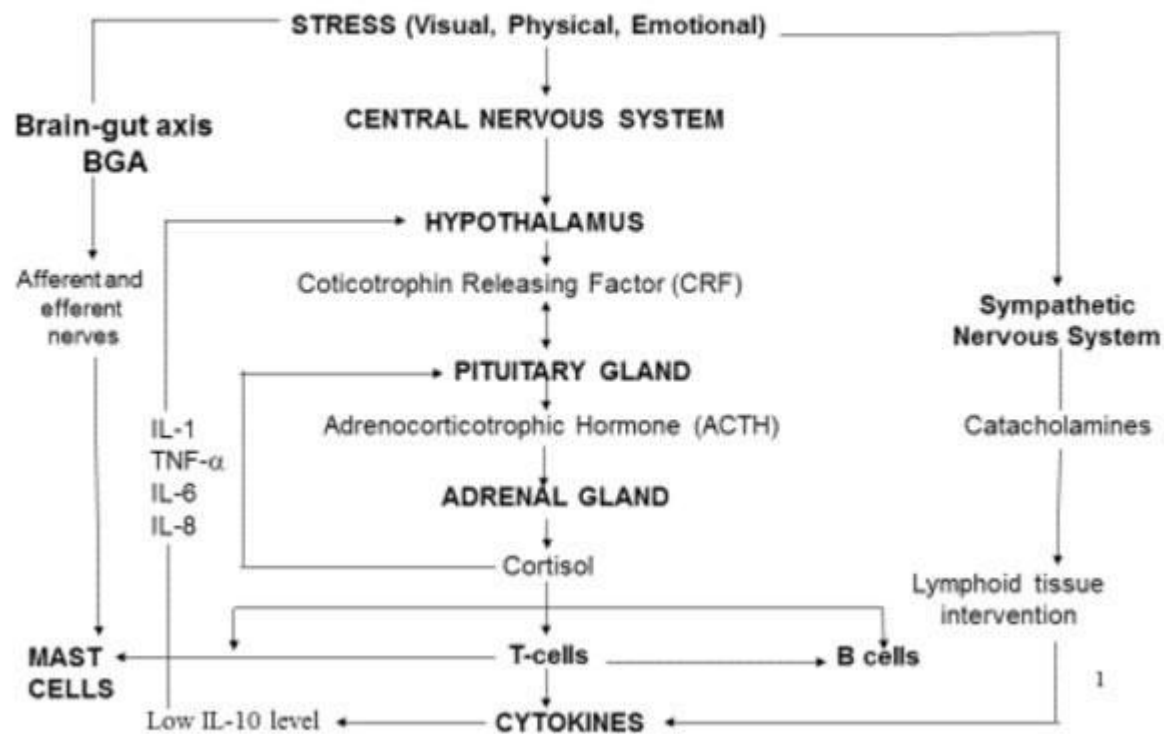 STRESS (Visual, Physical, Emotional)
Brain-gut axis
BGA
CENTRAL NERVOUS SYSTEM
HYPOTHALAMUS
Afferent and
efferent
nerves
Coticotrophin Releasing Factor (CRF)
Sympathetic
Nervous System
PITUITARY GLAND
IL-1
TNF-α
IL-6
IL-8
Adrenocorticotrophic Hormone (ACTH)
Catacholamines
ADRENAL GLAND
Cortisol
Lymphoid tissue
intervention
MAST
CELLS
T-cells
B cells
1
Low IL-10 level
CYTOKINES